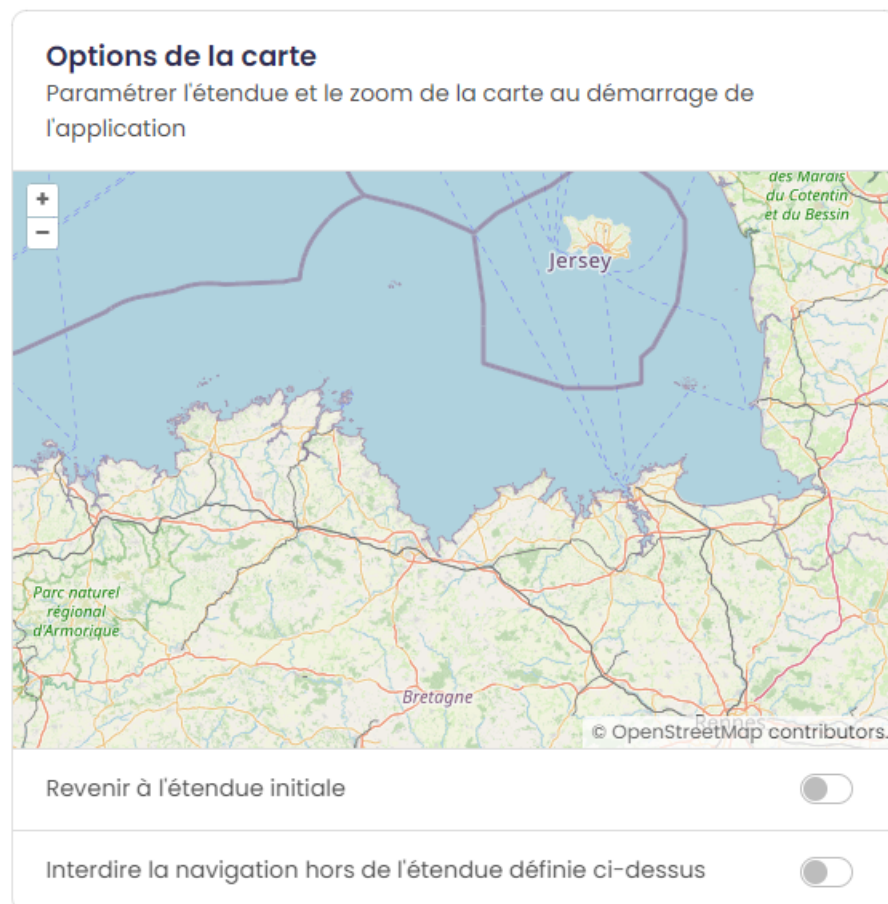 Options de la carte
Paramétrer l'étendue et le zoom de la carte au démarrage de
l'application
+
−
des Marais
du Cotentin
et du Bessin
Jersey
Parc naturel
régional
d'Armorique
Bretagne
Rennes
© OpenStreetMap contributors.
Revenir à l'étendue initiale
Interdire la navigation hors de l'étendue définie ci-dessus